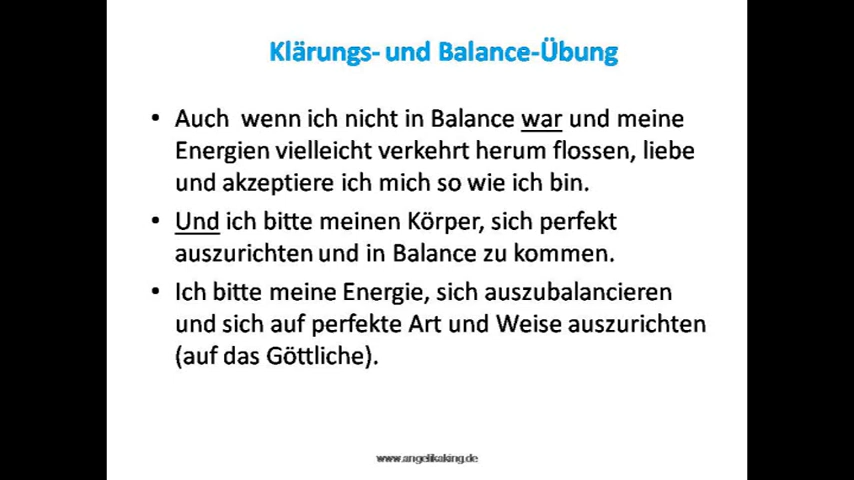 Klärungs- und Balance-Übung
• Auch wenn ich nicht in Balance war und meine
Energien vielleicht verkehrt herum flossen, liebe
und akzeptiere ich mich so wie ich bin.
• Und ich bitte meinen Körper, sich perfekt
auszurichten und in Balance zu kommen.
• Ich bitte meine Energie, sich auszubalancieren
und sich auf perfekte Art und Weise auszurichten
(auf das Göttliche).
www.angelikaking.de